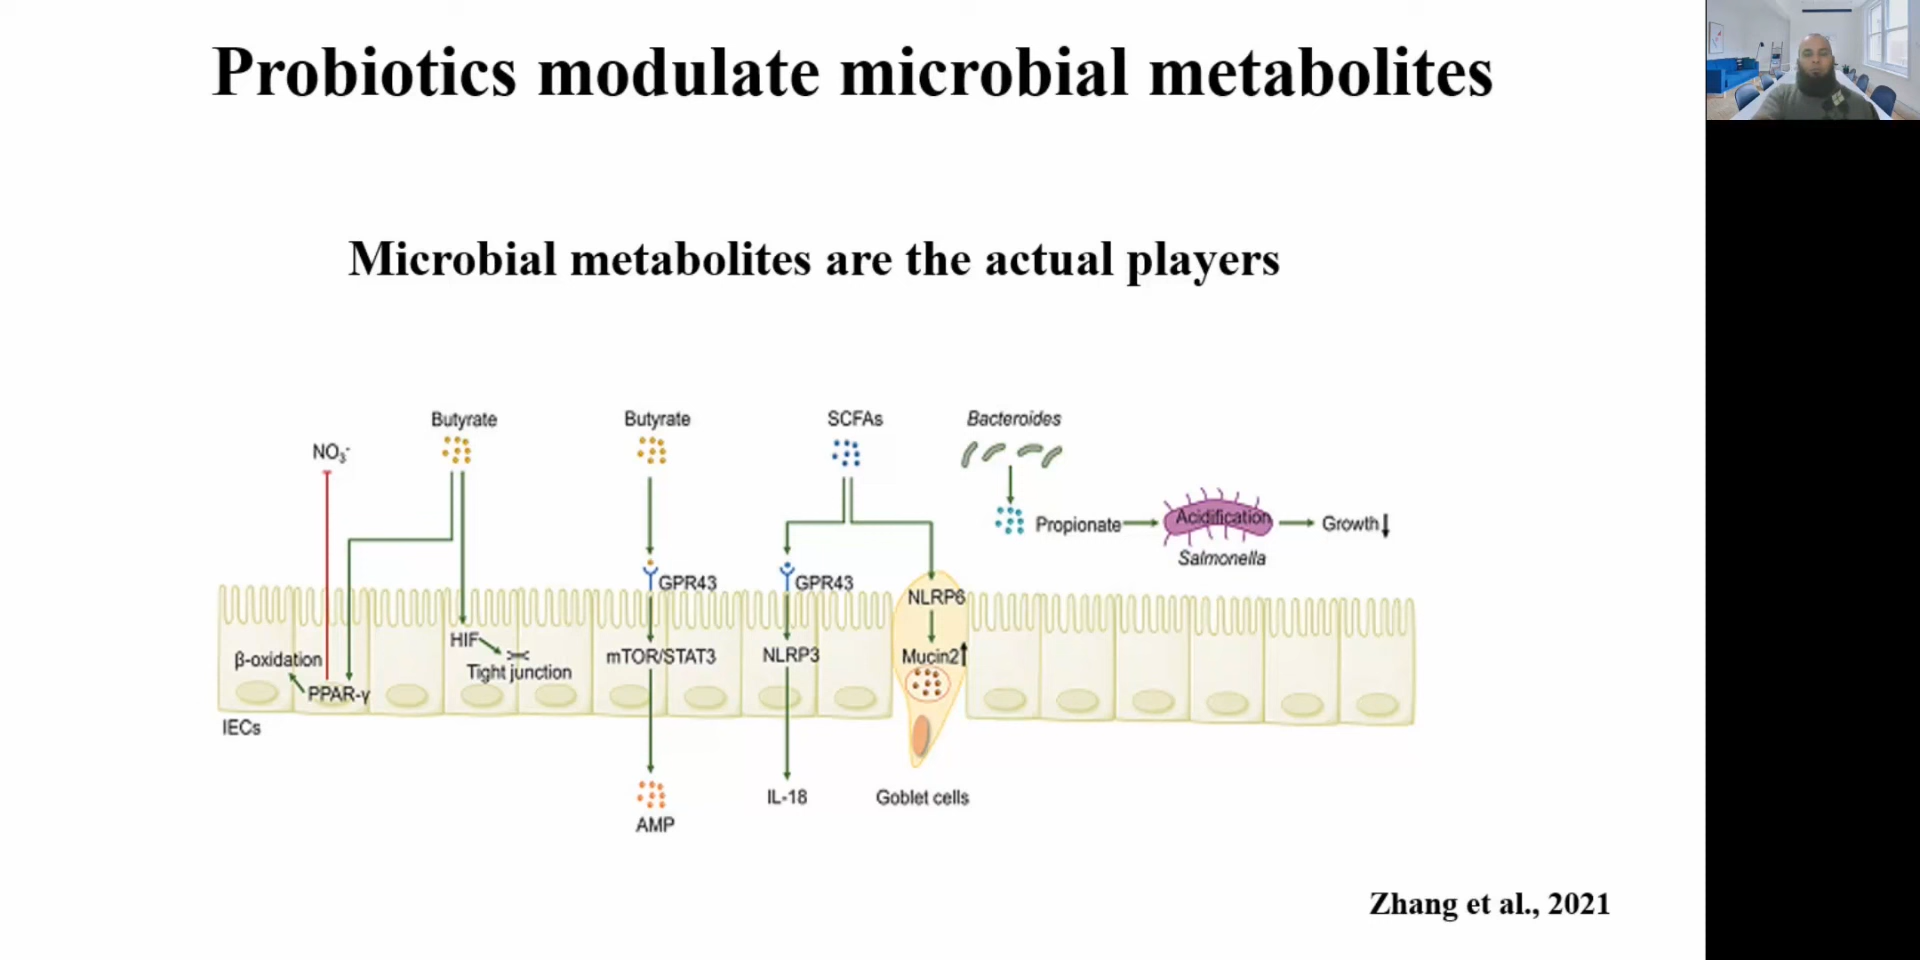 Probiotics modulate microbial metabolites
Microbial metabolites are the actual players
Butyrate
Butyrate
SCFAs
Bacteroides
NO₃⁻
Propionate
Acidification
Growth↓
Salmonella
GPR43
GPR43
NLRP6
HIF
β-oxidation
Tight junction
mTOR/STAT3
NLRP3
Mucin2↑
PPAR-γ
IECs
IL-18
Goblet cells
AMP
Zhang et al., 2021